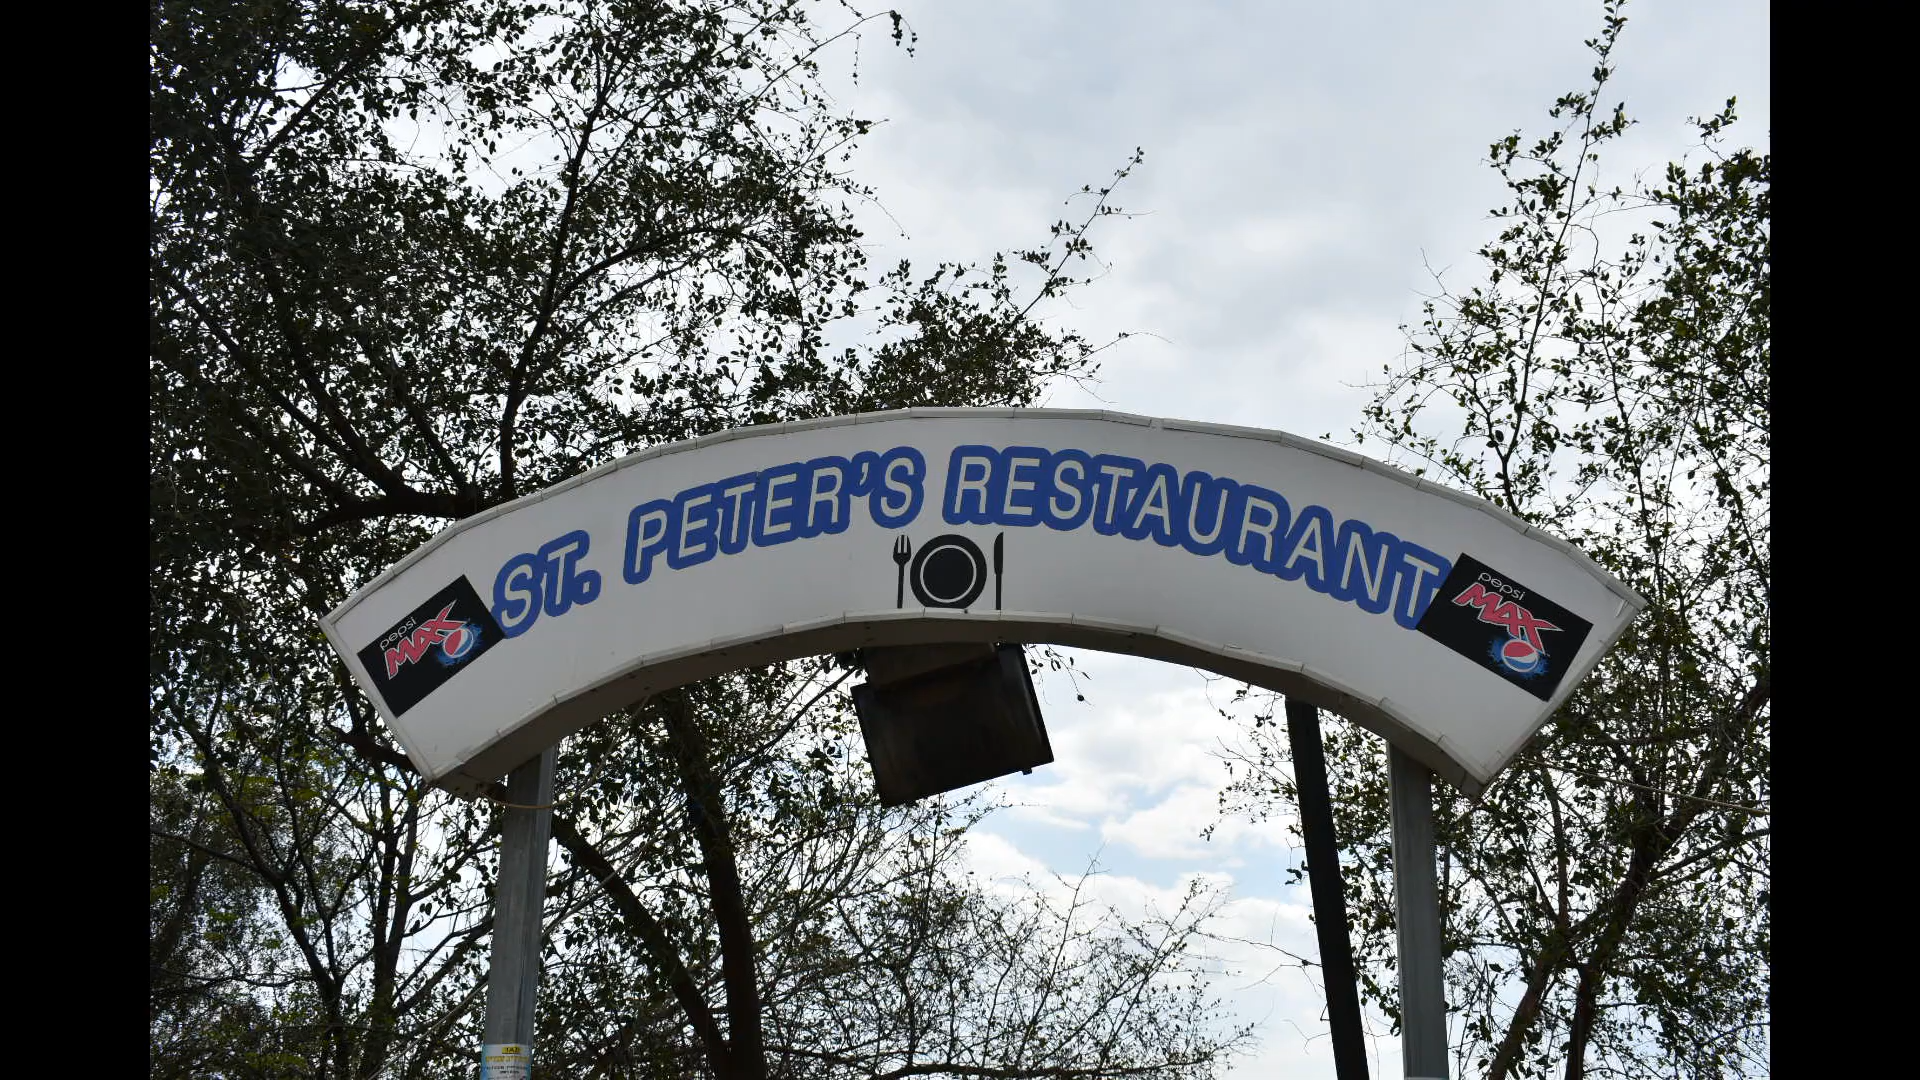 ST. PETER'S RESTAURANT
pepsi
MAX
pepsi
MAX